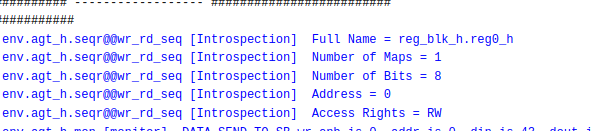 ######### ------------------ #########################
###########
env.agt_h.seqr@@wr_rd_seq [Introspection]  Full Name = reg_blk_h.reg0_h
env.agt_h.seqr@@wr_rd_seq [Introspection]  Number of Maps = 1
env.agt_h.seqr@@wr_rd_seq [Introspection]  Number of Bits = 8
env.agt_h.seqr@@wr_rd_seq [Introspection]  Address = 0
env.agt_h.seqr@@wr_rd_seq [Introspection]  Access Rights = RW
env.agt_h.mon [monitor]  DATA SEND TO SB wr_enb is 0, addr is 0, din is 42, dout i